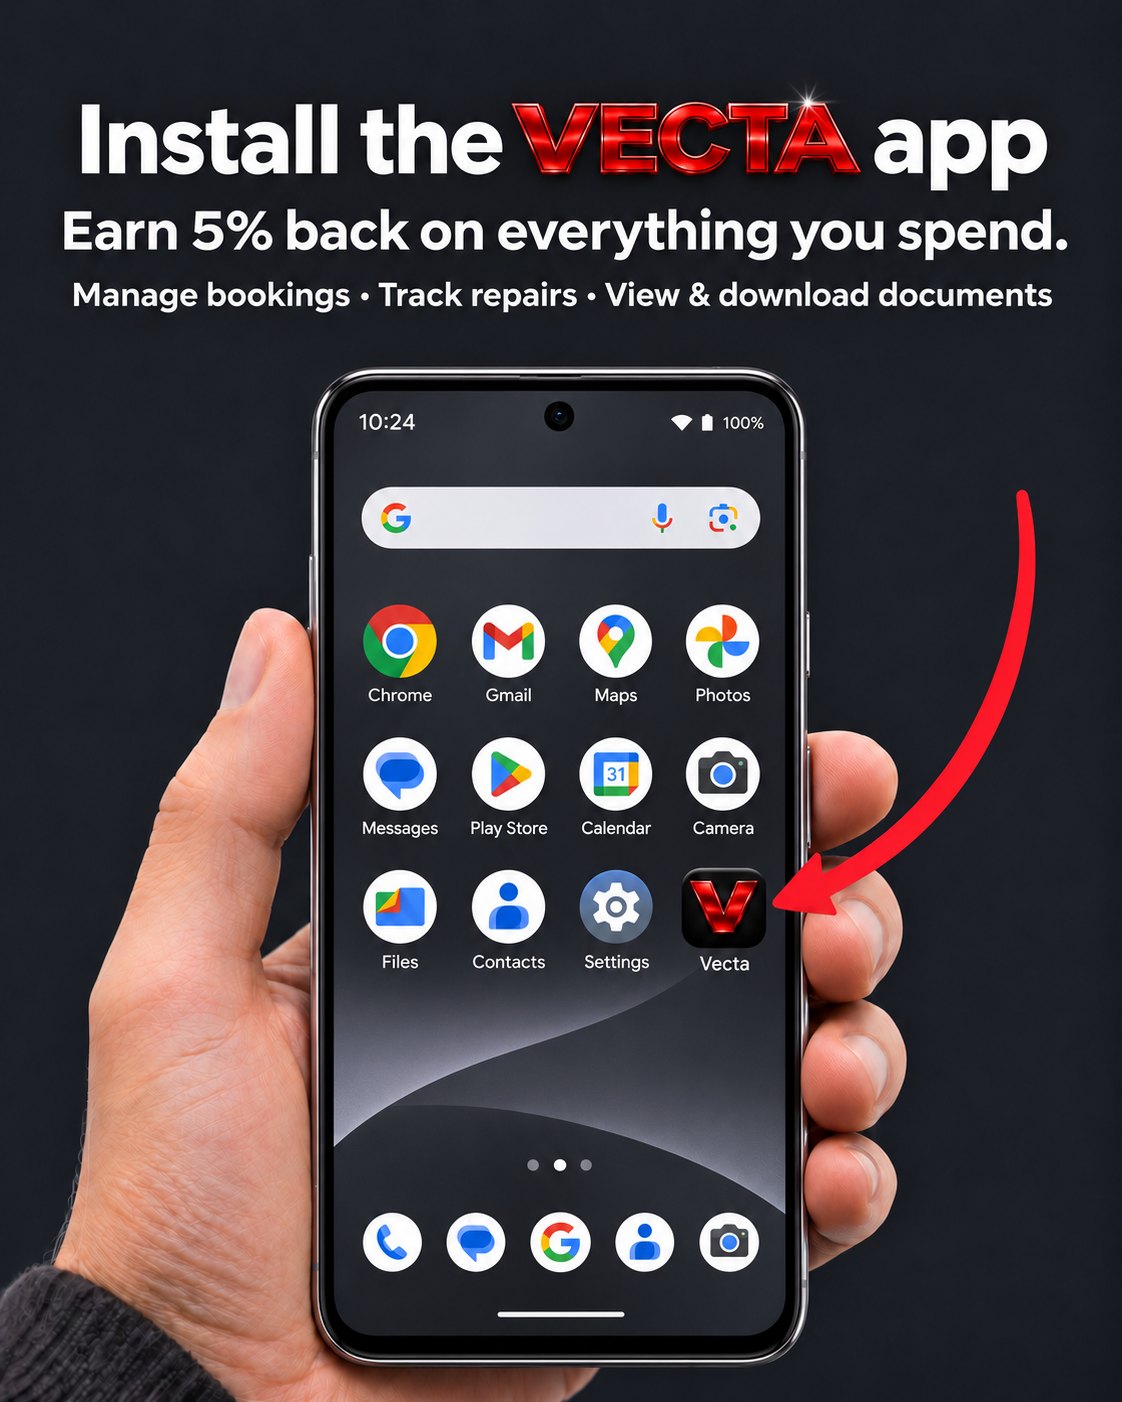 Install the VECTA app
Earn 5% back on everything you spend.
Manage bookings • Track repairs • View & download documents
10:24 100%
G
Chrome Gmail Maps Photos
31
Messages Play Store Calendar Camera
V
Files Contacts Settings Vecta
G